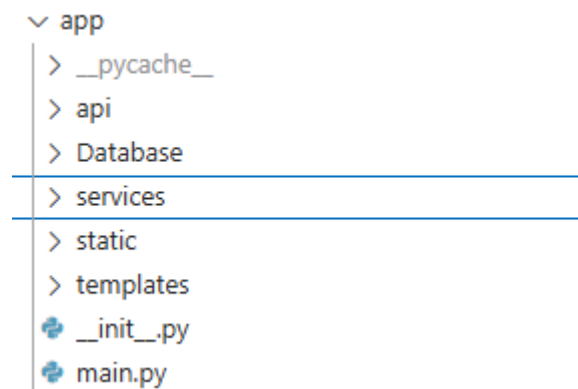 app
__pycache__
api
Database
services
static
templates
__init__.py
main.py